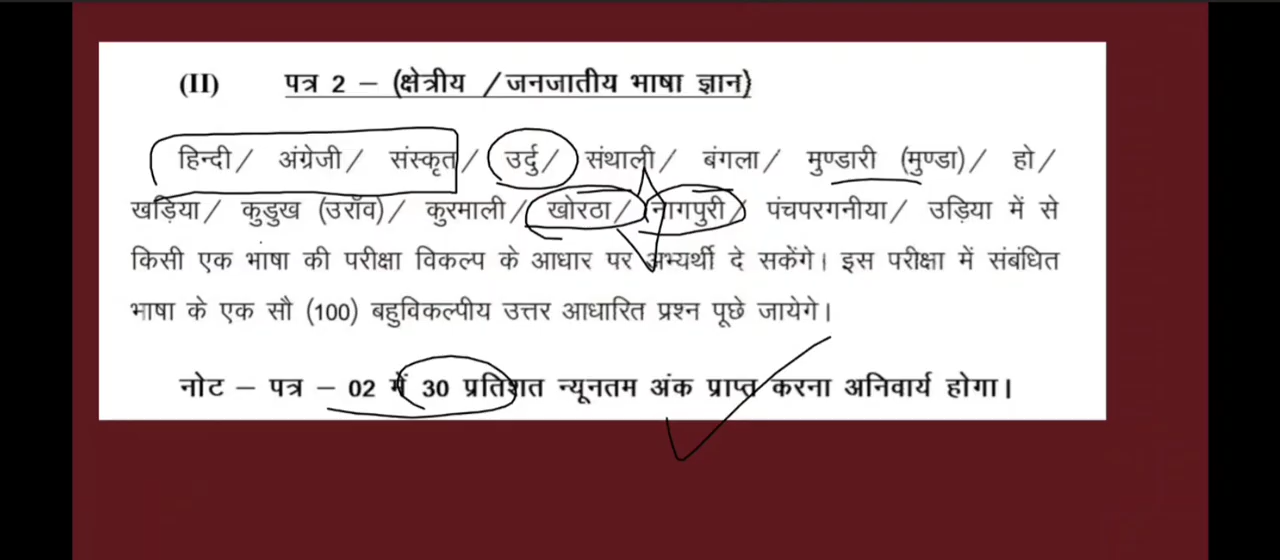 (II) पत्र 2 – (क्षेत्रीय /जनजातीय भाषा ज्ञान)
हिन्दी/ अंग्रेजी/ संस्कृत/ उर्दु/ संथाली/ बंगला/ मुण्डारी (मुण्डा)/ हो/
खड़िया/ कुडुख (उराँव)/ कुरमाली/ खोरठा/ नागपुरी/ पंचपरगनीया/ उड़िया में से
किसी एक भाषा की परीक्षा विकल्प के आधार पर अभ्यर्थी दे सकेंगे। इस परीक्षा में संबंधित
भाषा के एक सौ (100) बहुविकल्पीय उत्तर आधारित प्रश्न पूछे जायेगे।
नोट – पत्र – 02 में 30 प्रतिशत न्यूनतम अंक प्राप्त करना अनिवार्य होगा।